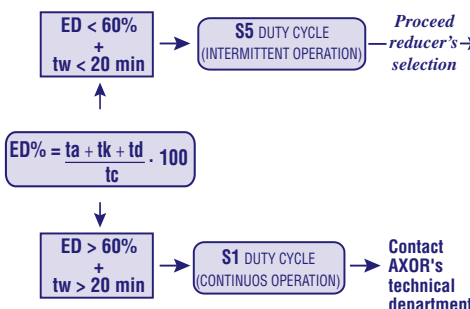 ED < 60%
+
tw < 20 min
S5 DUTY CYCLE
(INTERMITTENT OPERATION)
Proceed
reducer's
selection
ED% = ta + tk + td / tc · 100
ED > 60%
+
tw > 20 min
S1 DUTY CYCLE
(CONTINUOS OPERATION)
Contact
AXOR's
technical
department